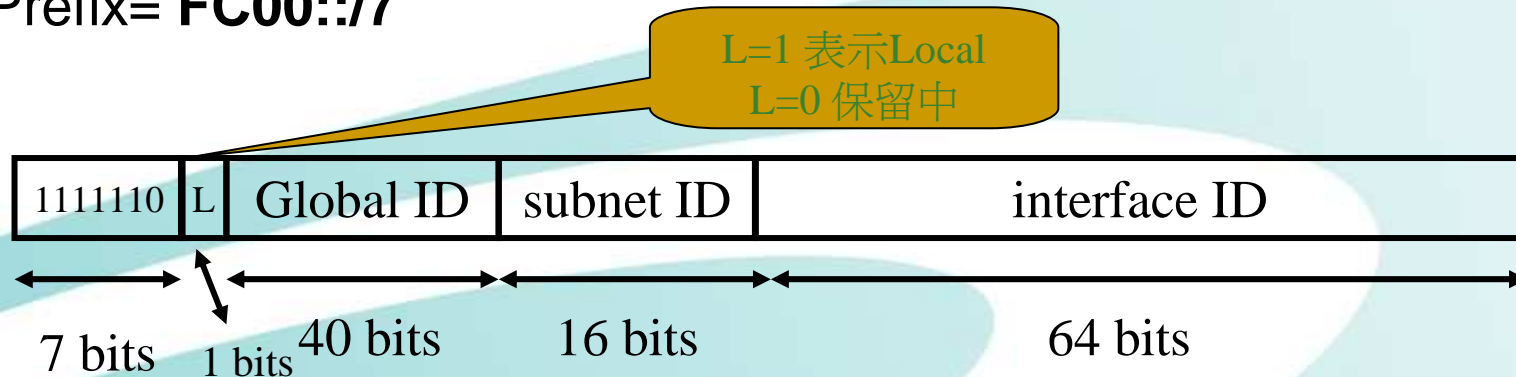 Prefix= FC00::/7
L=1 表示Local
L=0 保留中
1111110 L Global ID subnet ID interface ID
7 bits 1 bits 40 bits 16 bits 64 bits